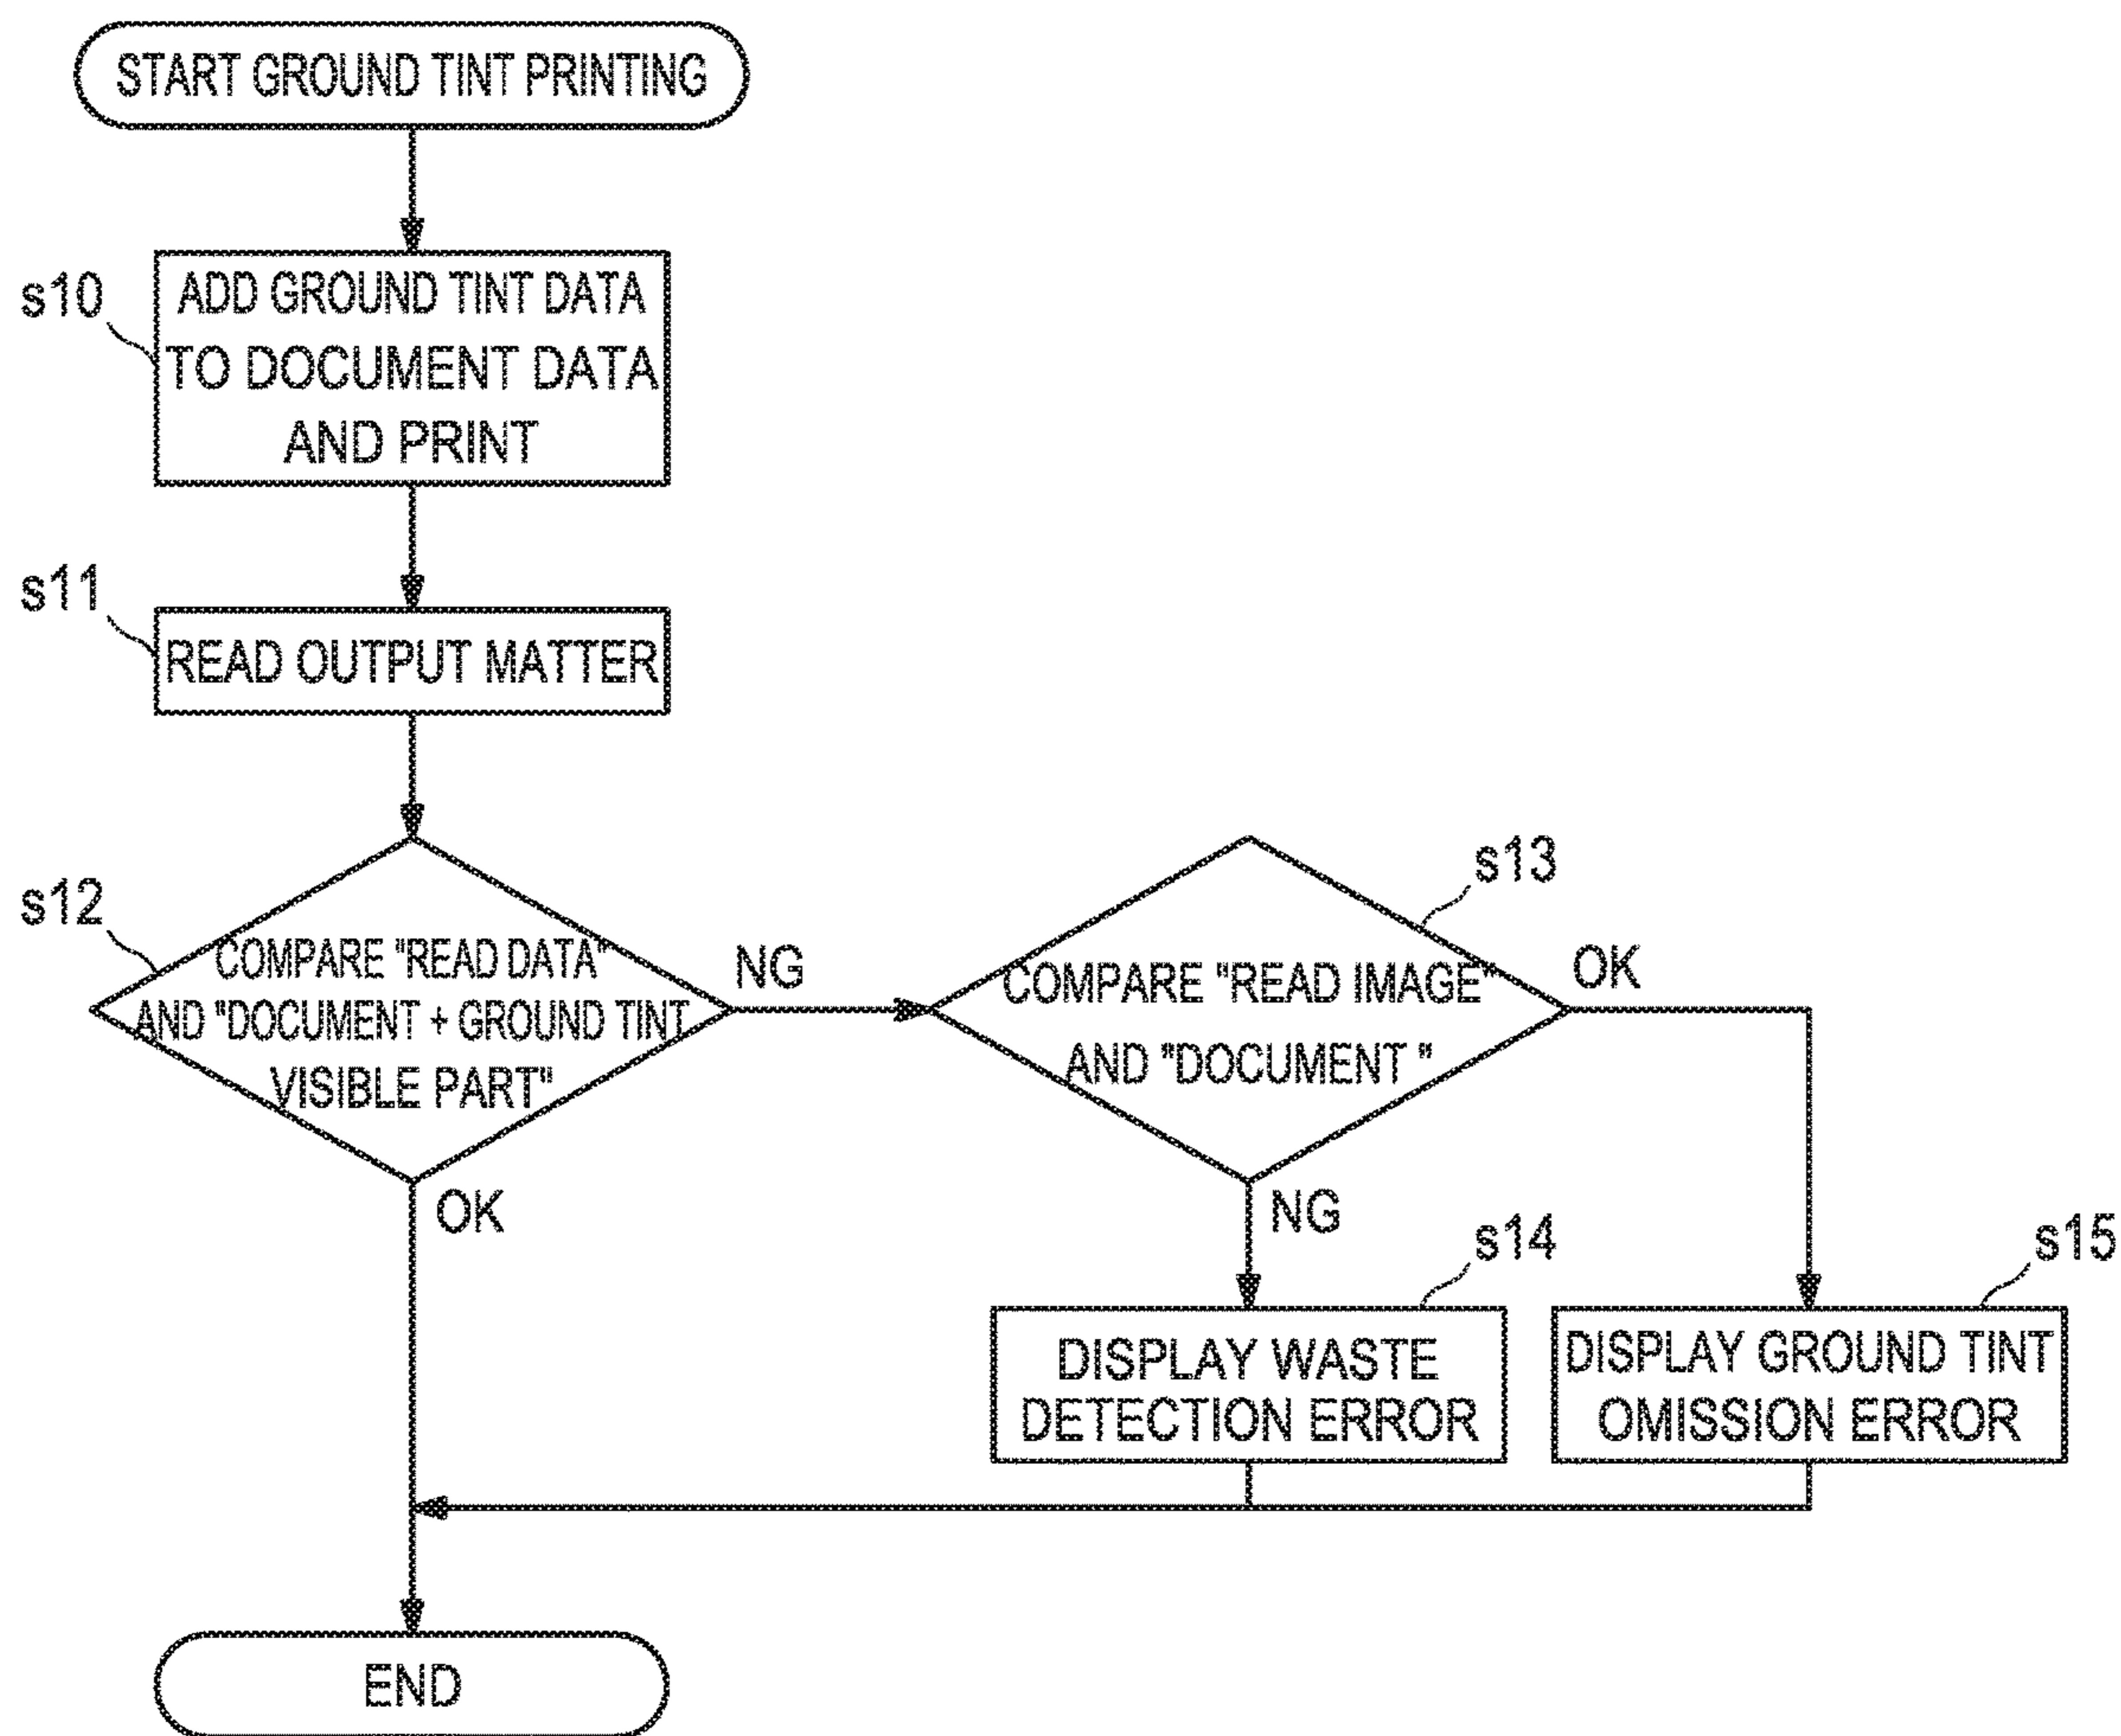 START GROUND TINT PRINTING
s10
ADD GROUND TINT DATA
TO DOCUMENT DATA
AND PRINT
s11
READ OUTPUT MATTER
s12
COMPARE "READ DATA"
AND "DOCUMENT + GROUND TINT
VISIBLE PART"
NG
OK
s13
COMPARE "READ IMAGE"
AND "DOCUMENT "
OK
NG
s14
DISPLAY WASTE
DETECTION ERROR
s15
DISPLAY GROUND TINT
OMISSION ERROR
END